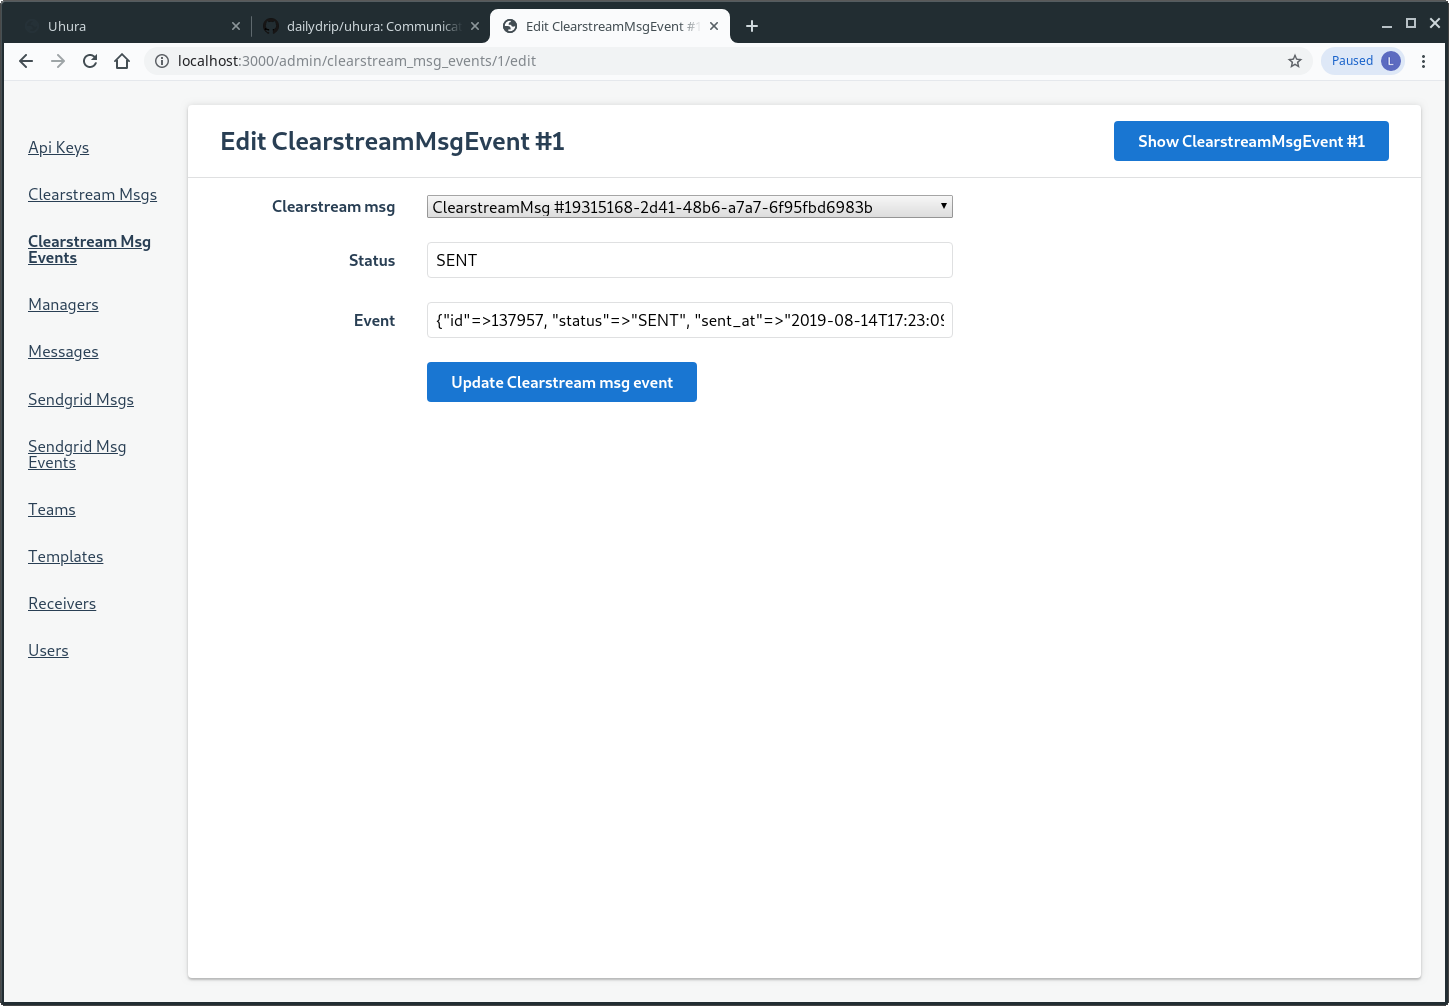 Uhura
dailydrip/uhura: Communicat
Edit ClearstreamMsgEvent #1
localhost:3000/admin/clearstream_msg_events/1/edit
Paused
L
Api Keys
Clearstream Msgs
Clearstream Msg
Events
Managers
Messages
Sendgrid Msgs
Sendgrid Msg
Events
Teams
Templates
Receivers
Users
Edit ClearstreamMsgEvent #1
Show ClearstreamMsgEvent #1
Clearstream msg
ClearstreamMsg #19315168-2d41-48b6-a7a7-6f95fbd6983b
Status
SENT
Event
{"id"=>137957, "status"=>"SENT", "sent_at"=>"2019-08-14T17:23:09
Update Clearstream msg event